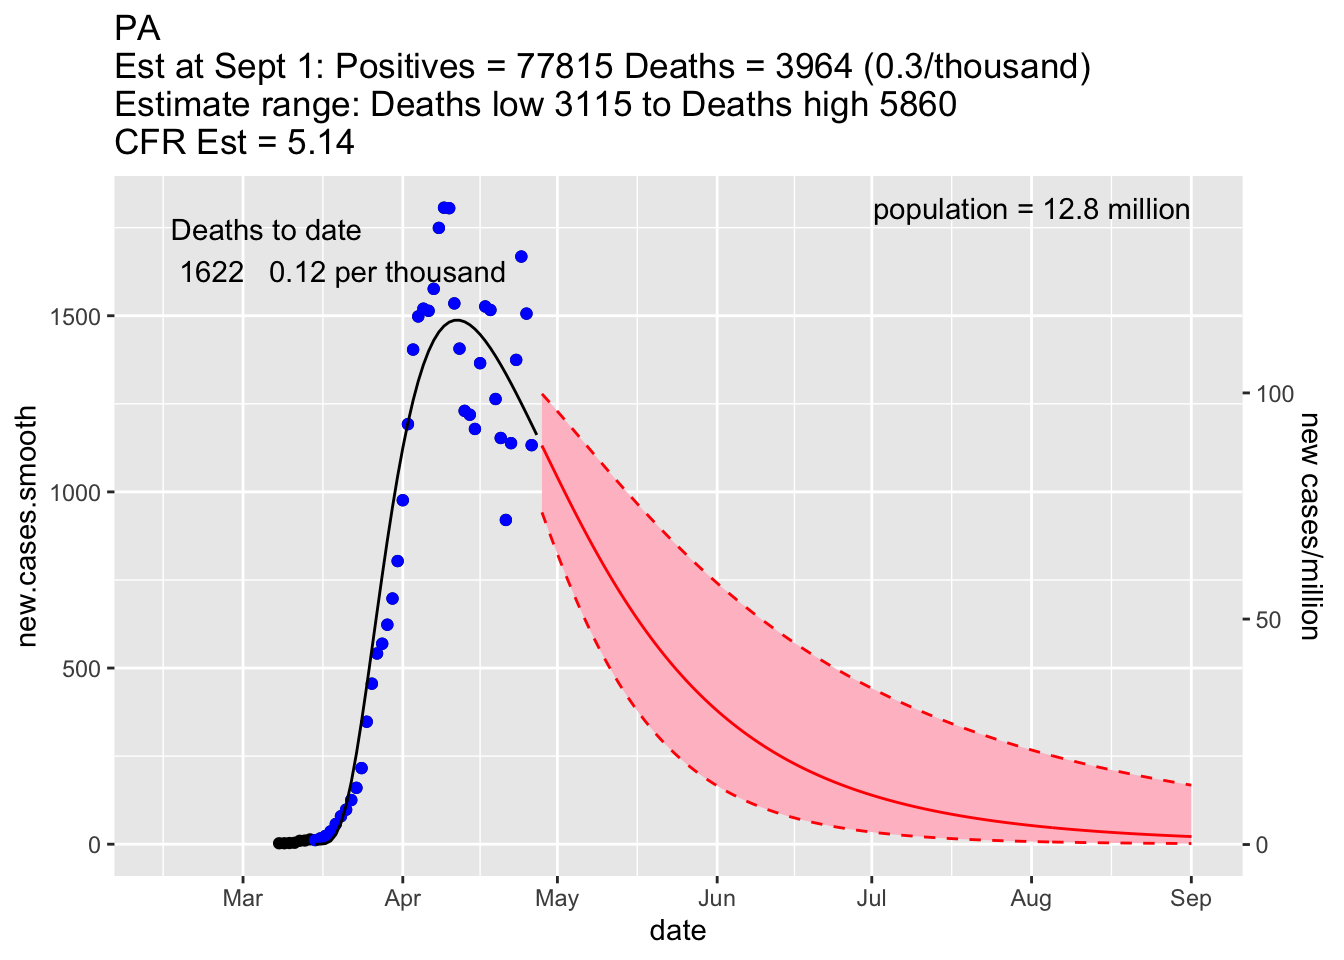 PA
Est at Sept 1: Positives = 77815 Deaths = 3964 (0.3/thousand)
Estimate range: Deaths low 3115 to Deaths high 5860
CFR Est = 5.14
population = 12.8 million
Deaths to date
1622 0.12 per thousand
1500
1000
500
0
new.cases.smooth
100
50
0
new cases/million
Mar Apr May Jun Jul Aug Sep
date